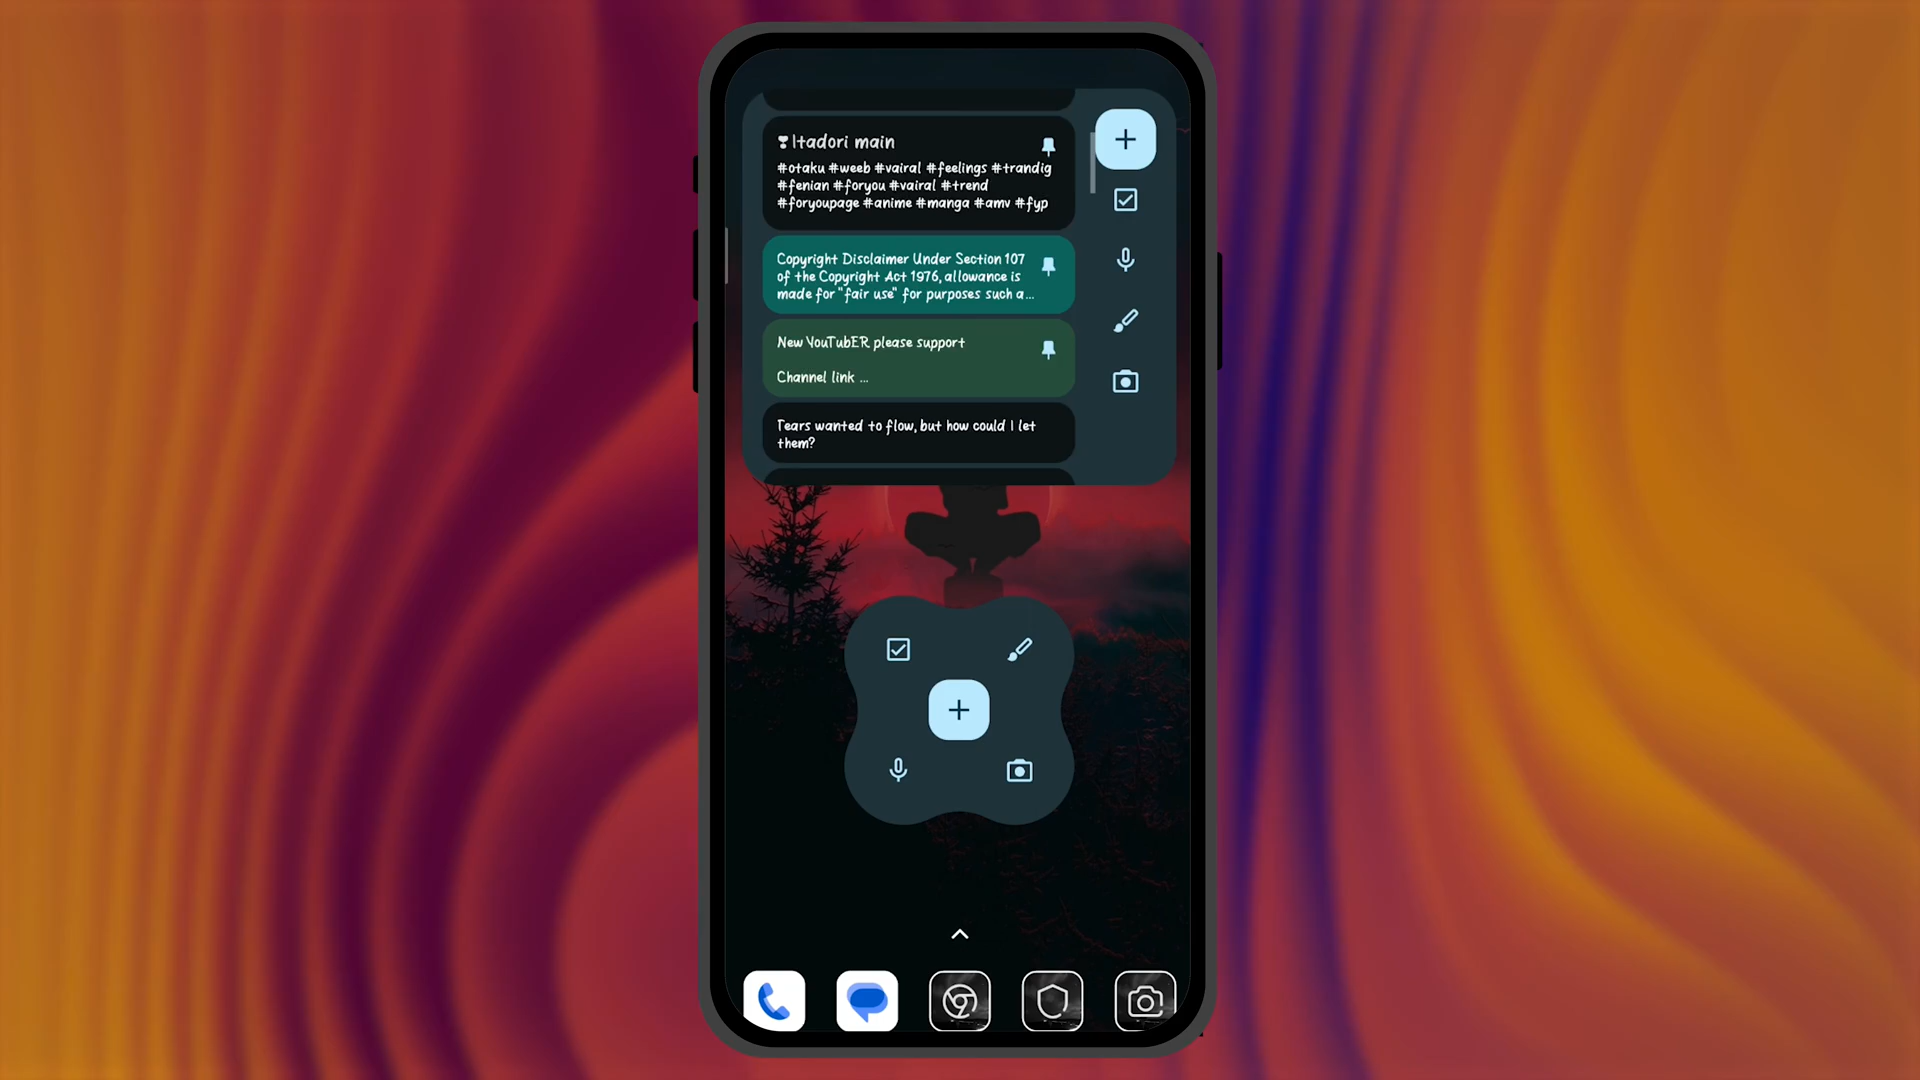 ❣Itadori main
#otaku #weeb #vairal #feelings #trandig
#fenian #foryou #vairal #trend
#foryoupage #anime #manga #amv #fyp
Copyright Disclaimer Under Section 107
of the Copyright Act 1976, allowance is
made for "fair use" for purposes such a...
New YouTubER please support
Channel link ...
Tears wanted to flow, but how could I let
them?